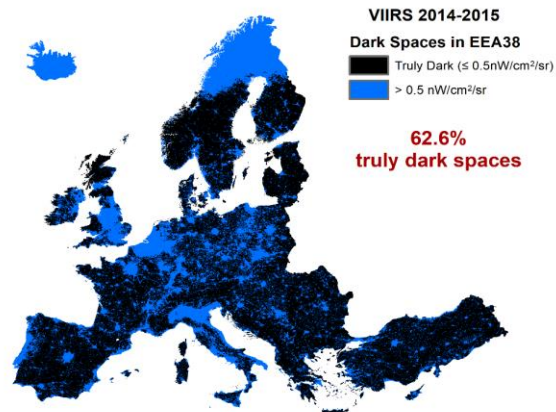 VIIRS 2014-2015
Dark Spaces in EEA38
Truly Dark (≤ 0.5nW/cm²/sr)
> 0.5 nW/cm²/sr)
62.6%
truly dark spaces